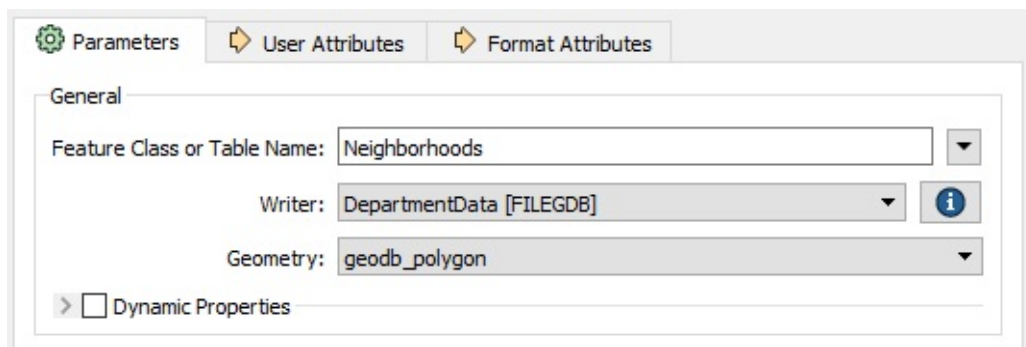 Parameters User Attributes Format Attributes
General
Feature Class or Table Name: Neighborhoods
Writer: DepartmentData [FILEGDB]
Geometry: geodb_polygon
Dynamic Properties